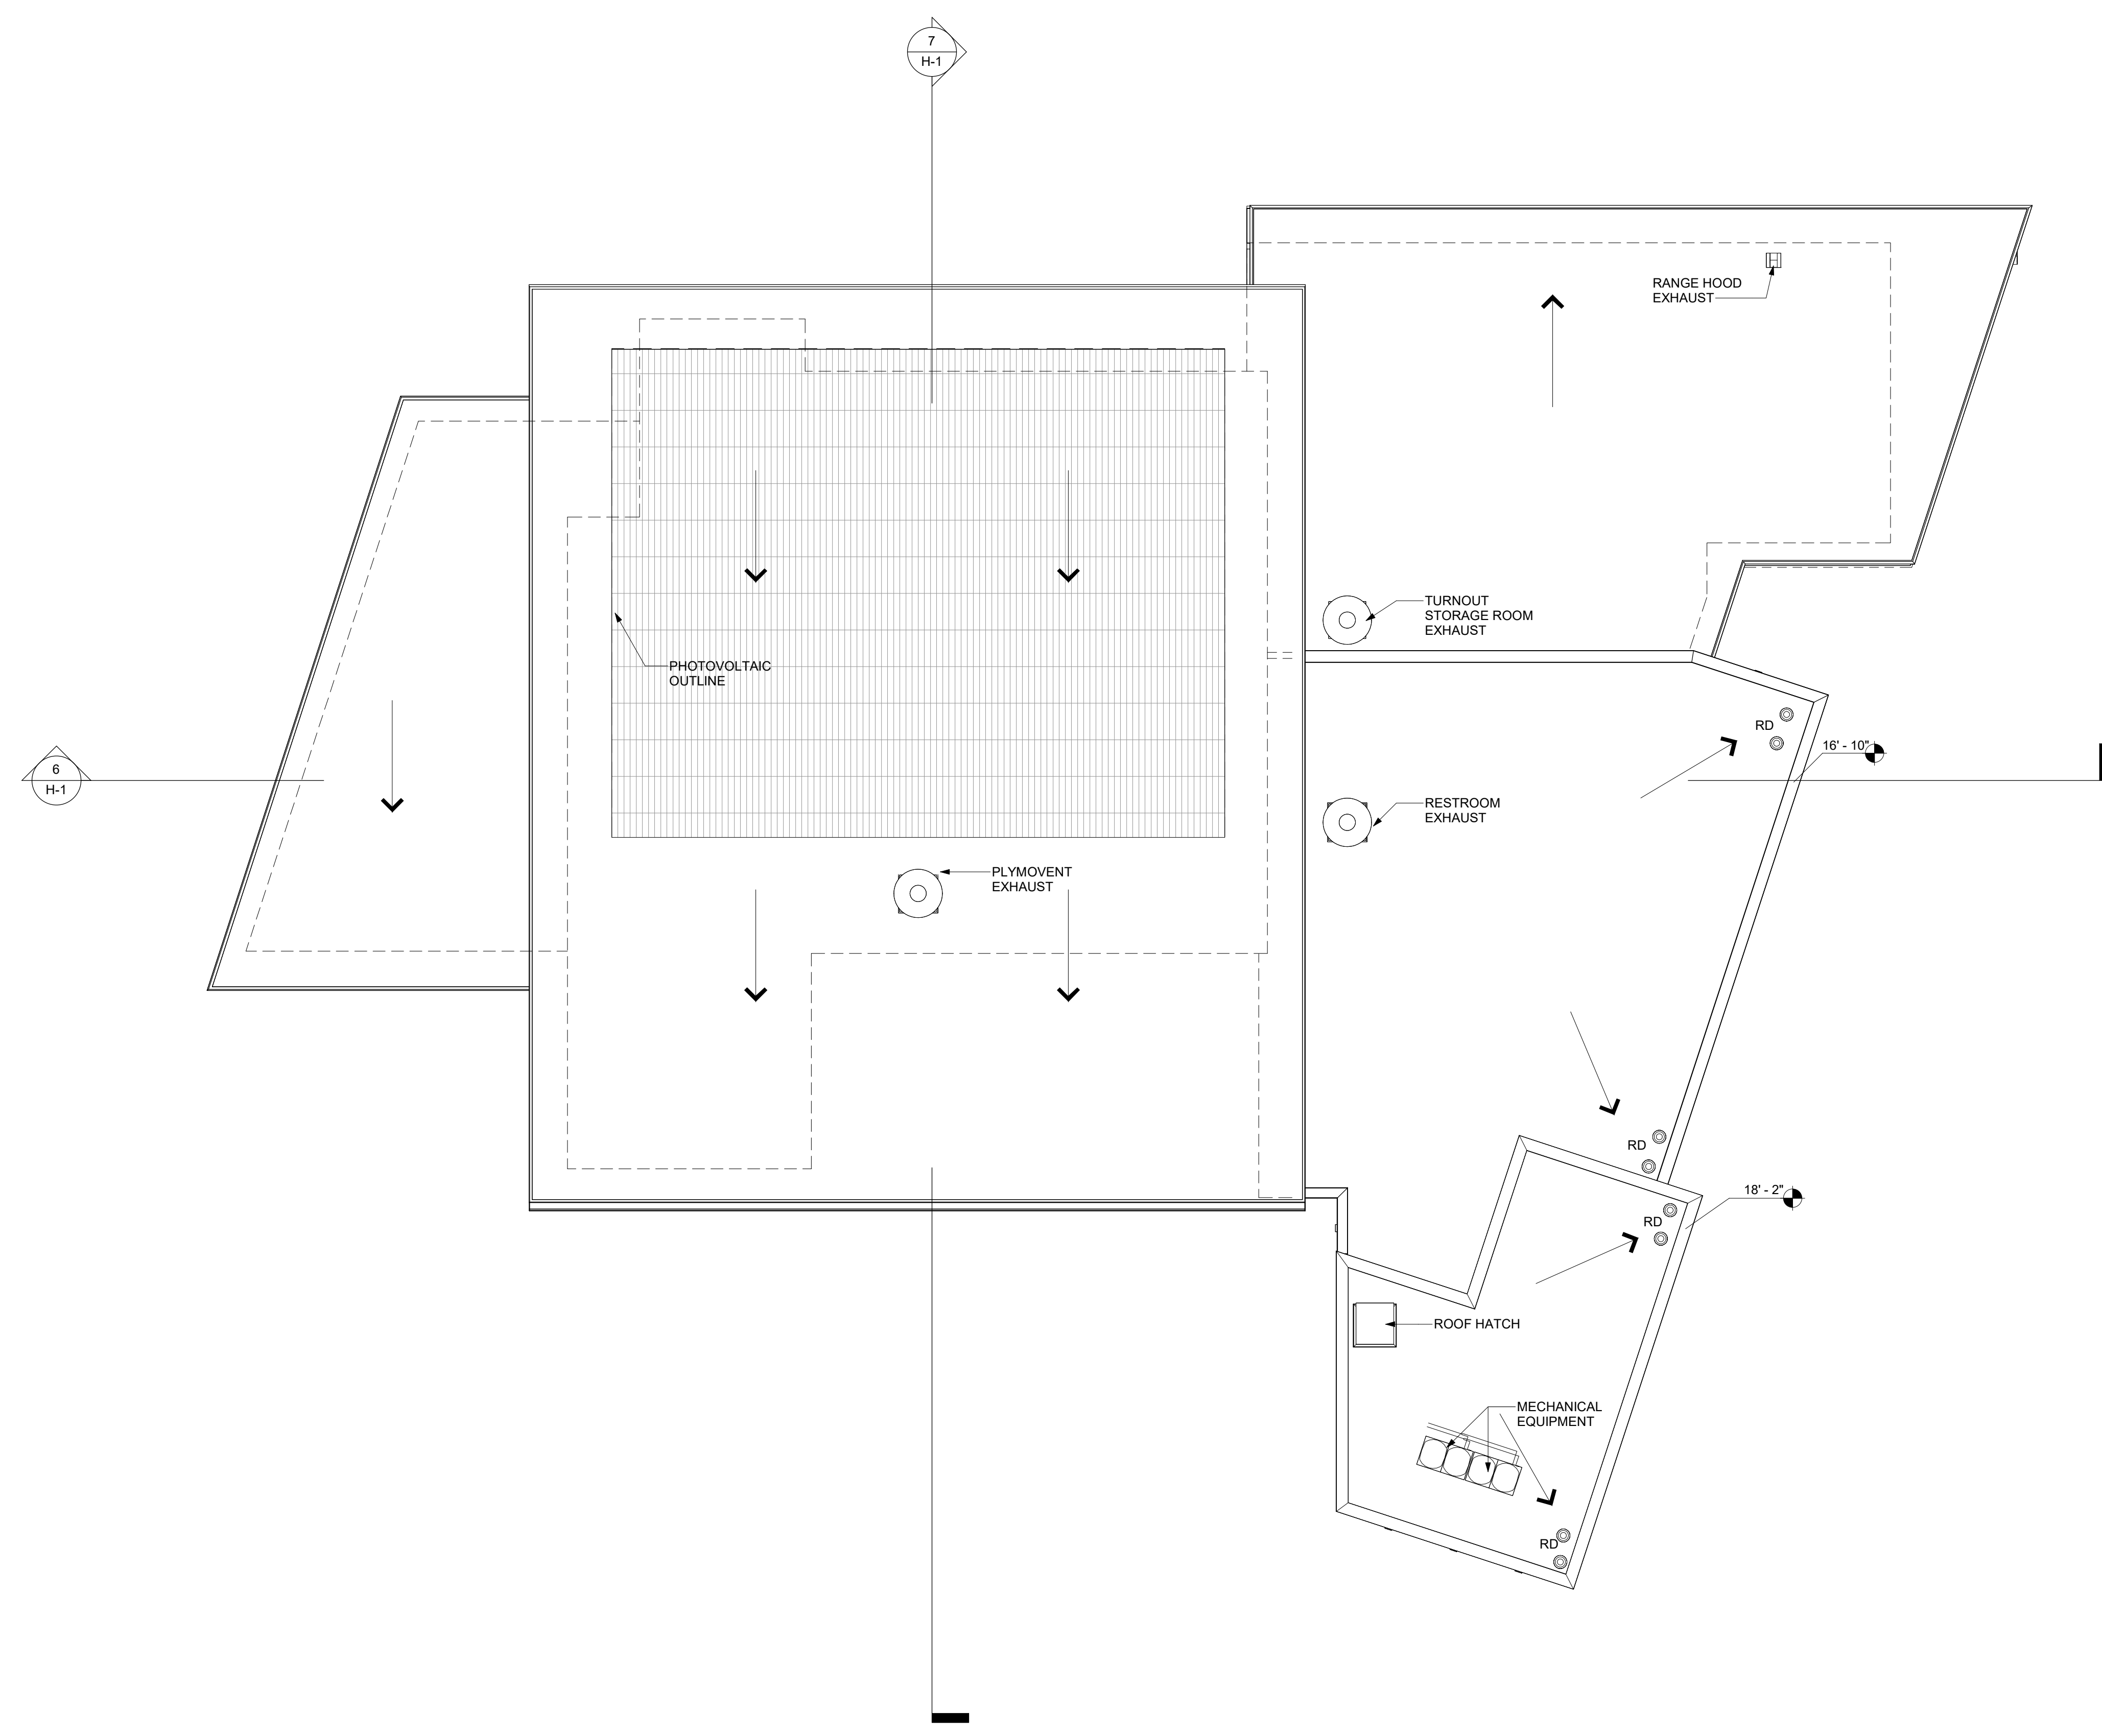 7
H-1
RANGE HOOD
EXHAUST
TURNOUT
STORAGE ROOM
EXHAUST
PHOTOVOLTAIC
OUTLINE
RD
16' - 10"
6
H-1
RESTROOM
EXHAUST
PLYMOVENT
EXHAUST
RD
18' - 2"
RD
ROOF HATCH
MECHANICAL
EQUIPMENT
RD